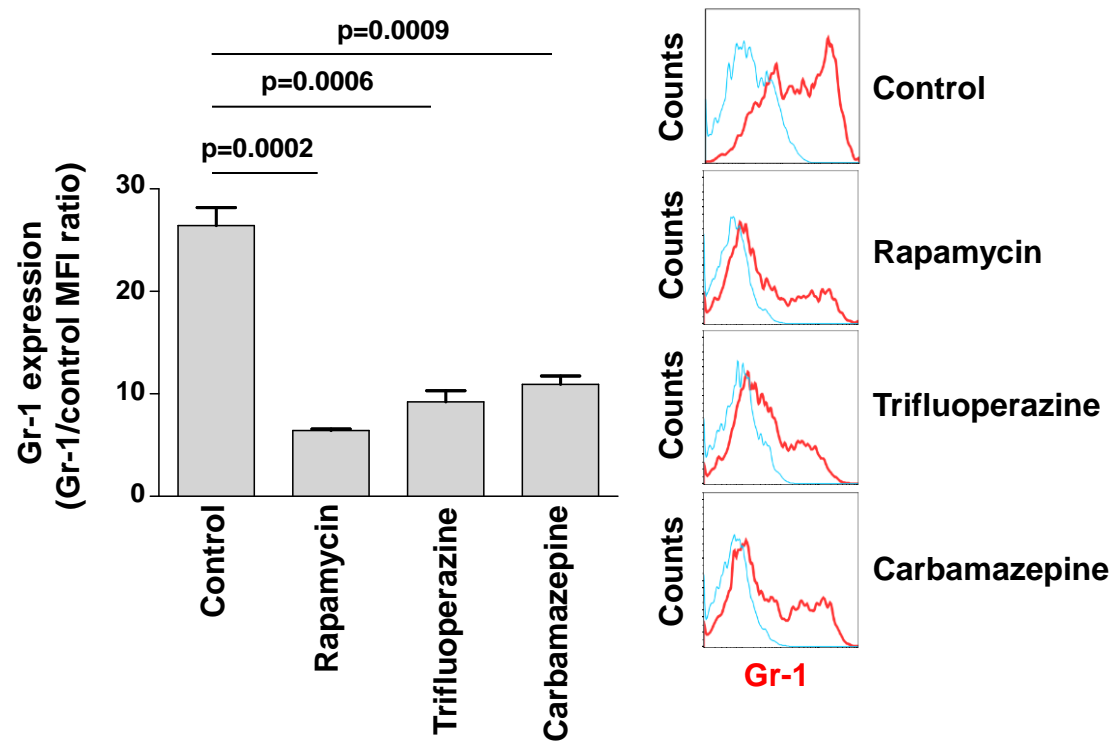 p=0.0009
p=0.0006
p=0.0002
Gr-1 expression
(Gr-1/control MFI ratio)
30
20
10
0
Control
Rapamycin
Trifluoperazine
Carbamazepine
Counts
Control
Counts
Rapamycin
Counts
Trifluoperazine
Counts
Carbamazepine
Gr-1